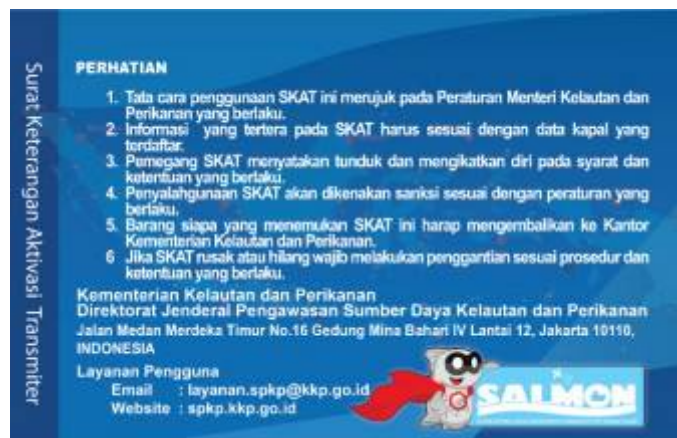 Surat Keterangan Aktivasi Transmiter
PERHATIAN
1. Tata cara penggunaan SKAT ini merujuk pada Peraturan Menteri Kelautan dan
Perikanan yang berlaku.
2. Informasi yang tertera pada SKAT harus sesuai dengan data kapal yang
terdaftar.
3. Pemegang SKAT menyatakan tunduk dan mengikatkan diri pada syarat dan
ketentuan yang berlaku.
4. Penyalahgunaan SKAT akan dikenakan sanksi sesuai dengan peraturan yang
berlaku.
5. Barang siapa yang menemukan SKAT ini harap mengembalikan ke Kantor
Kementerian Kelautan dan Perikanan.
6 Jika SKAT rusak atau hilang wajib melakukan penggantian sesuai prosedur dan
ketentuan yang berlaku.
Kementerian Kelautan dan Perikanan
Direktorat Jenderal Pengawasan Sumber Daya Kelautan dan Perikanan
Jalan Medan Merdeka Timur No.16 Gedung Mina Bahari IV Lantai 12, Jakarta 10110,
INDONESIA
Layanan Pengguna
Email : layanan.spkp@kkp.go.id
Website : spkp.kkp.go.id
SALMON